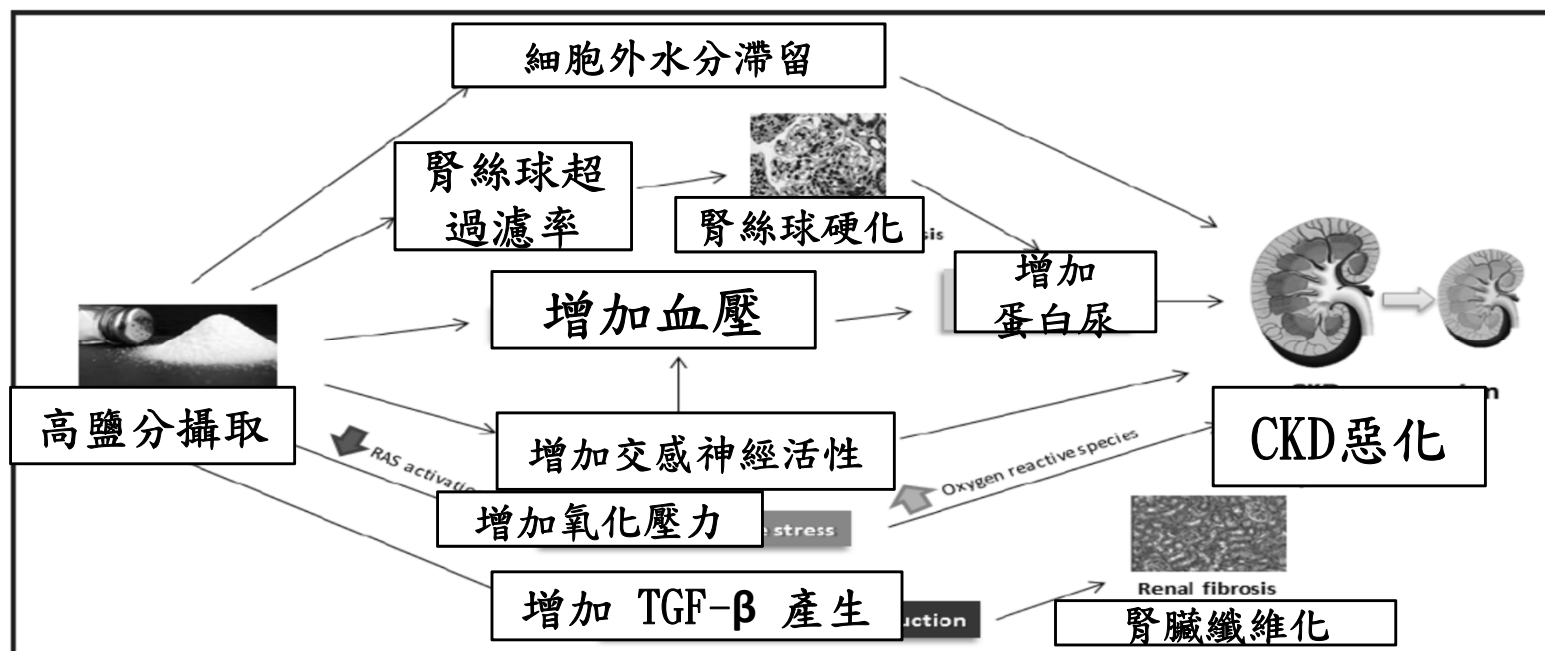 細胞外水分滯留
腎絲球超
過濾率
腎絲球硬化
sis
增加血壓
增加
蛋白尿
高鹽分攝取
RAS activatio
增加交感神經活性
Oxygen reactive species
CKD惡化
增加氧化壓力
e stress
增加 TGF-β 產生
uction
Renal fibrosis
腎臟纖維化